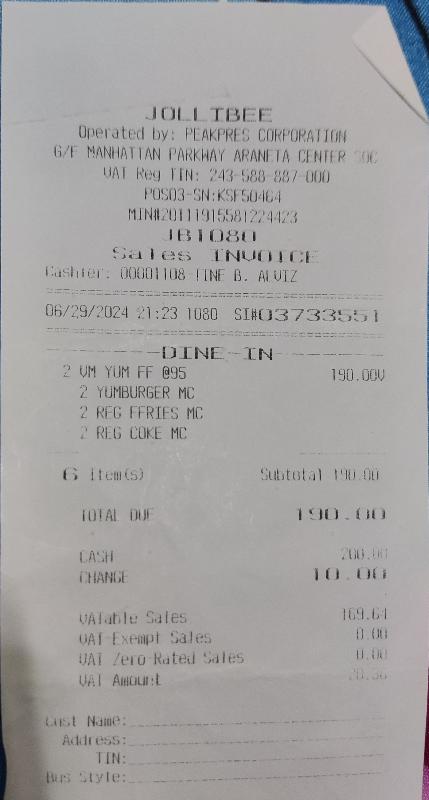 JOLLIBEE
Operated by: PEAKPRES CORPORATION
G/F MANHATTAN PARKWAY ARANETA CENTER SOC
VAT Reg TIN: 243-588-887-000
POS03-SN:KSF50464
MIN#20111915581224423
JB1080
Sales INVOICE
Cashier: 00001108-TINE B. ALVIZ
06/29/2024 21:23 1080 SI#03733551
DINE-IN
2 VM YUM FF @95 190.00V
2 YUMBURGER MC
2 REG FFRIES MC
2 REG COKE MC
6 item(s) Subtotal 190.00
TOTAL DUE 190.00
CASH 200.00
CHANGE 10.00
VATable Sales 169.64
VAT-Exempt Sales 0.00
VAT Zero-Rated Sales 0.00
VAT Amount 20.36
Cust Name:
Address:
TIN:
Bus Style: